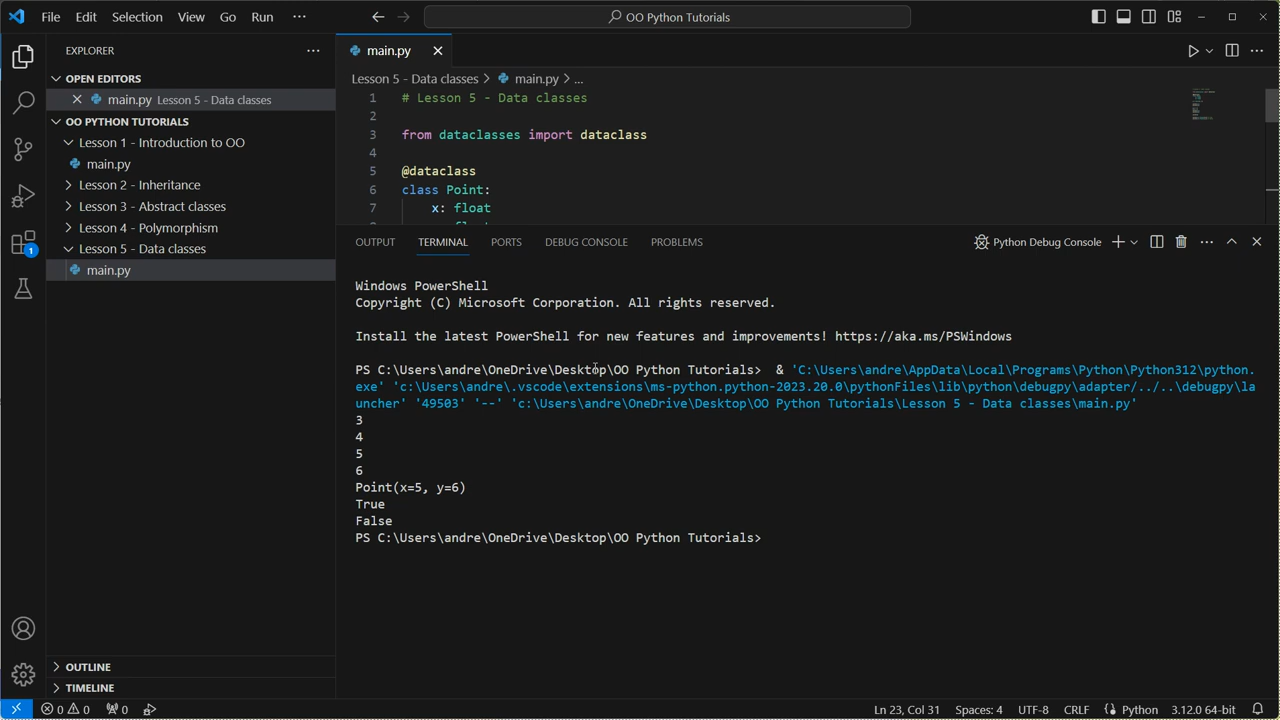 File Edit Selection View Go Run ··· OO Python Tutorials
EXPLORER ···
OPEN EDITORS
main.py Lesson 5 - Data classes
OO PYTHON TUTORIALS
Lesson 1 - Introduction to OO
main.py
Lesson 2 - Inheritance
Lesson 3 - Abstract classes
Lesson 4 - Polymorphism
Lesson 5 - Data classes
main.py
OUTLINE
TIMELINE
main.py
Lesson 5 - Data classes > main.py > ...
1 # Lesson 5 - Data classes
2
3 from dataclasses import dataclass
4
5 @dataclass
6 class Point:
7 x: float
OUTPUT TERMINAL PORTS DEBUG CONSOLE PROBLEMS Python Debug Console
Windows PowerShell
Copyright (C) Microsoft Corporation. All rights reserved.
Install the latest PowerShell for new features and improvements! https://aka.ms/PSWindows
PS C:\Users\andre\OneDrive\Desktop\OO Python Tutorials>  & 'C:\Users\andre\AppData\Local\Programs\Python\Python312\python.
exe' 'c:\Users\andre\.vscode\extensions\ms-python.python-2023.20.0\pythonFiles\lib\python\debugpy\adapter/../..\debugpy\la
uncher' '49503' '--' 'c:\Users\andre\OneDrive\Desktop\OO Python Tutorials\Lesson 5 - Data classes\main.py'
3
4
5
6
Point(x=5, y=6)
True
False
PS C:\Users\andre\OneDrive\Desktop\OO Python Tutorials>
1
0 0 0 Ln 23, Col 31 Spaces: 4 UTF-8 CRLF Python 3.12.0 64-bit